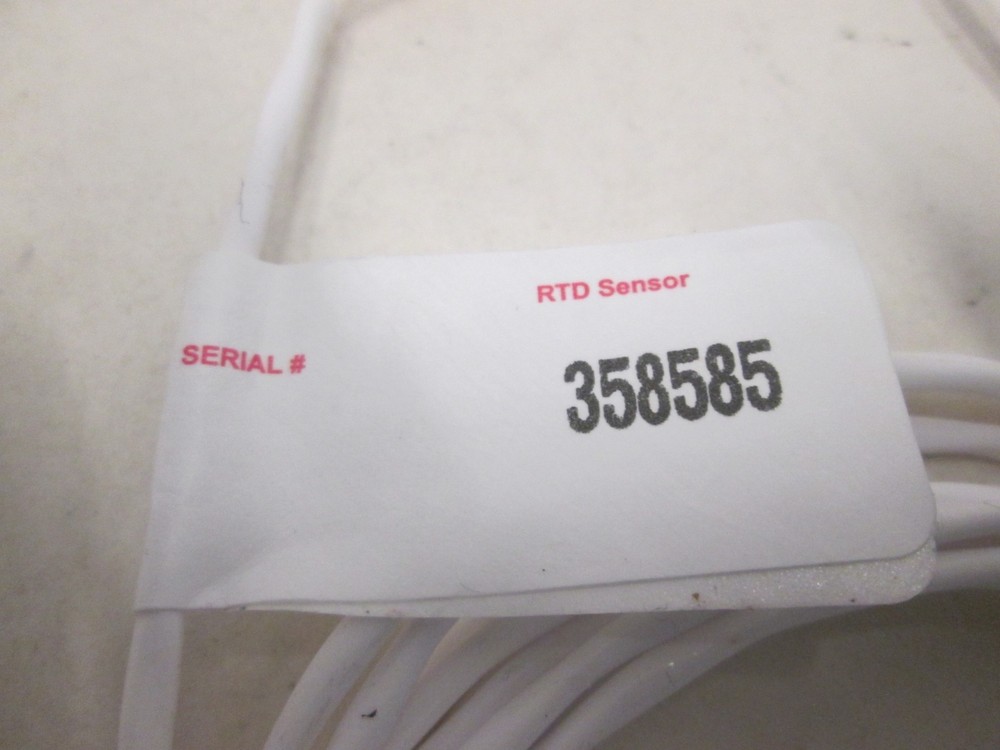 RTD Sensor
SERIAL #
358585